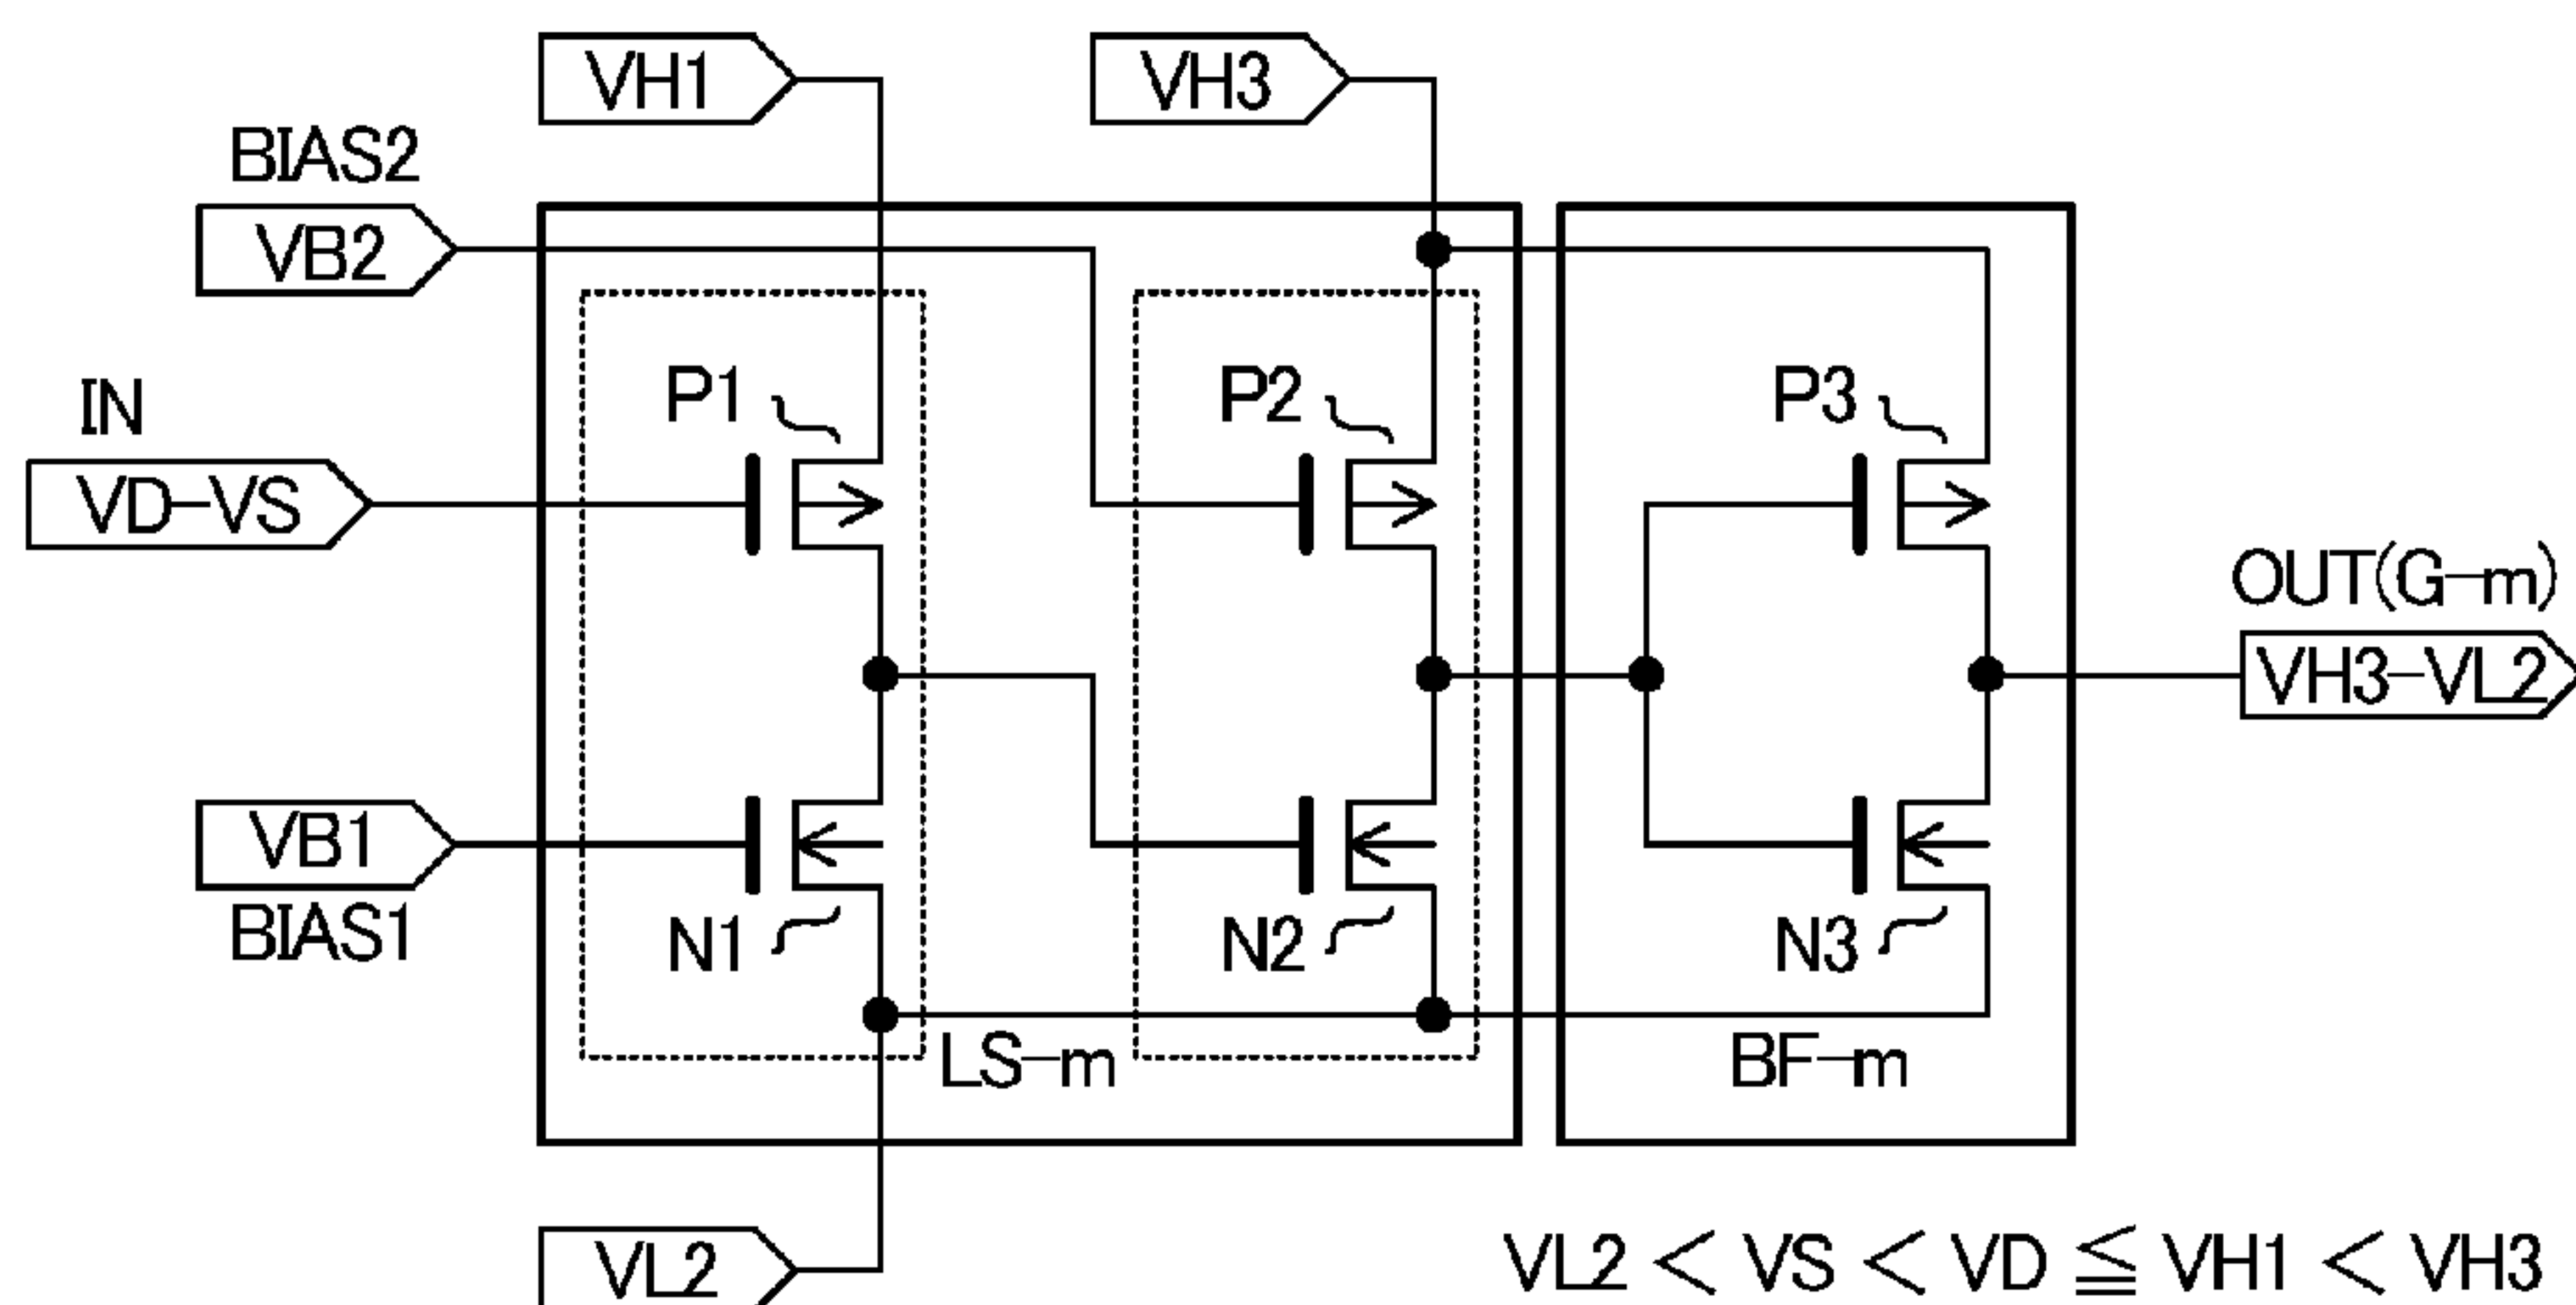 VH1
VH3
BIAS2
VB2
IN
VD-VS
P1
P2
P3
OUT(G-m)
VH3-VL2
VB1
BIAS1
N1
N2
N3
LS-m
BF-m
VL2
VL2 < VS < VD ≦ VH1 < VH3